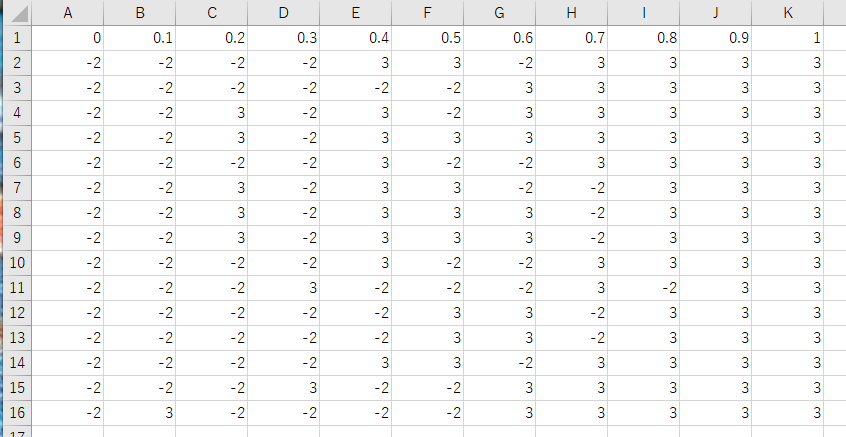 A B C D E F G H I J K
1 0 0.1 0.2 0.3 0.4 0.5 0.6 0.7 0.8 0.9 1
2 -2 -2 -2 -2 3 3 -2 3 3 3 3
3 -2 -2 -2 -2 -2 -2 3 3 3 3 3
4 -2 -2 3 -2 3 -2 3 3 3 3 3
5 -2 -2 3 -2 3 3 3 3 3 3 3
6 -2 -2 -2 -2 3 -2 -2 3 3 3 3
7 -2 -2 3 -2 3 3 -2 -2 3 3 3
8 -2 -2 3 -2 3 3 3 -2 3 3 3
9 -2 -2 3 -2 3 3 3 -2 3 3 3
10 -2 -2 -2 -2 3 -2 -2 3 3 3 3
11 -2 -2 -2 3 -2 -2 -2 3 -2 3 3
12 -2 -2 -2 -2 -2 3 3 -2 3 3 3
13 -2 -2 -2 -2 -2 3 3 -2 3 3 3
14 -2 -2 -2 -2 3 3 -2 3 3 3 3
15 -2 -2 -2 3 -2 -2 3 3 3 3 3
16 -2 3 -2 -2 -2 -2 3 3 3 3 3
17